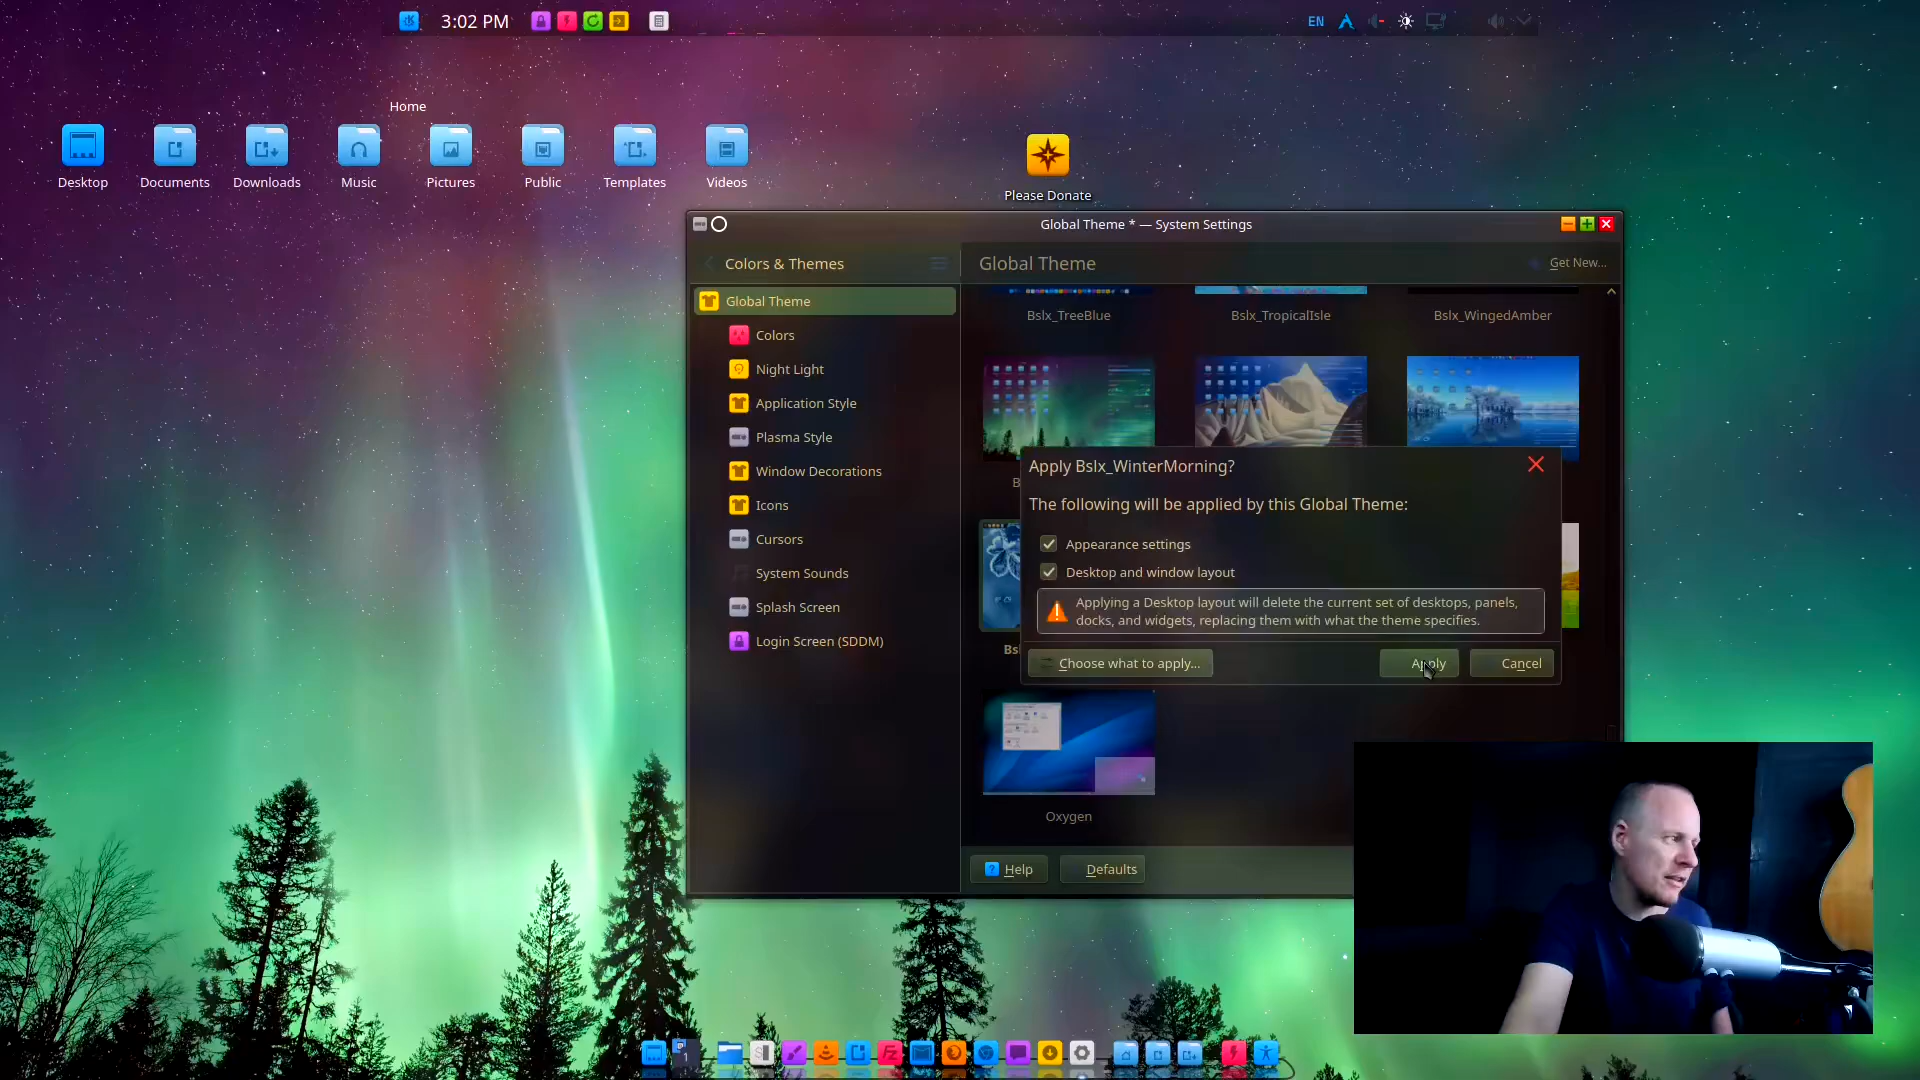 3:02 PM
EN
Home
Desktop
Documents
Downloads
Music
Pictures
Public
Templates
Videos
Please Donate
Global Theme * — System Settings
Colors & Themes
Global Theme
Get New...
Global Theme
Colors
Night Light
Application Style
Plasma Style
Window Decorations
Icons
Cursors
System Sounds
Splash Screen
Login Screen (SDDM)
Bslx_TreeBlue
Bslx_TropicalIsle
Bslx_WingedAmber
Apply Bslx_WinterMorning?
The following will be applied by this Global Theme:
Appearance settings
Desktop and window layout
Applying a Desktop layout will delete the current set of desktops, panels,
docks, and widgets, replacing them with what the theme specifies.
Choose what to apply...
Apply
Cancel
Oxygen
Help
Defaults
1